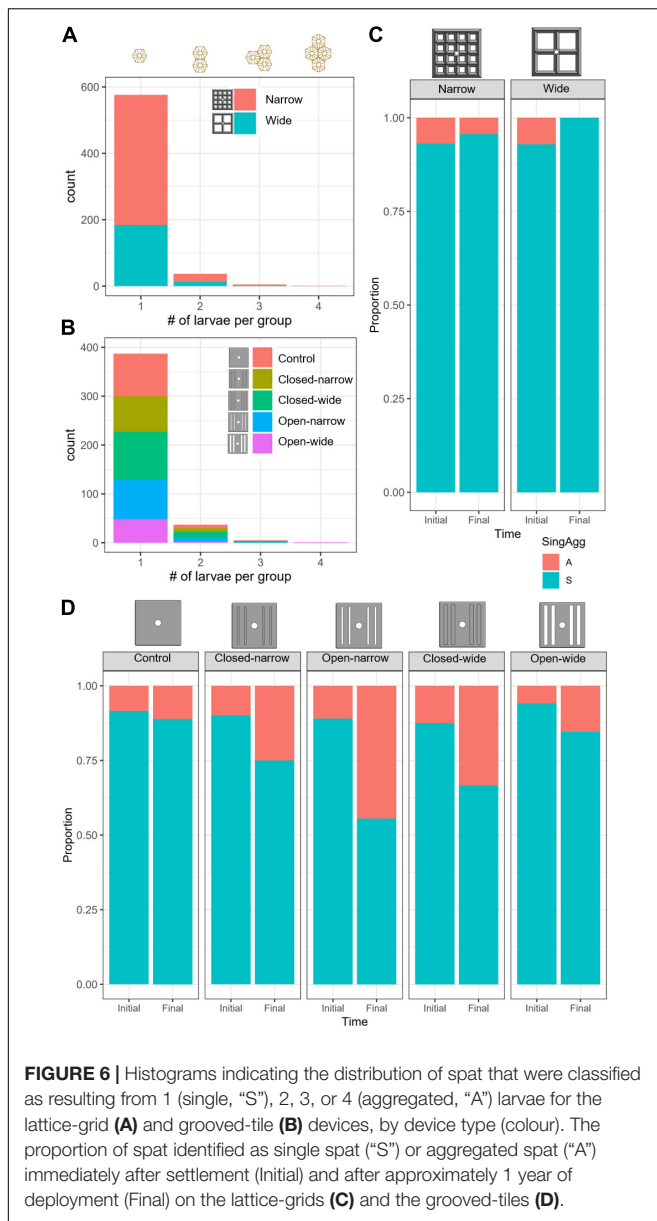 A
600
400
200
0
count
Narrow
Wide
1 2 3 4
# of larvae per group
B
400
300
200
100
0
count
Control
Closed-narrow
Closed-wide
Open-narrow
Open-wide
1 2 3 4
# of larvae per group
C
Narrow Wide
1.00
0.75
0.50
0.25
0.00
Proportion
Initial Final Initial Final
Time
SingAgg
A
S
D
Control Closed-narrow Open-narrow Closed-wide Open-wide
1.00
0.75
0.50
0.25
0.00
Proportion
Initial Final Initial Final Initial Final Initial Final Initial Final
Time
FIGURE 6 | Histograms indicating the distribution of spat that were classified
as resulting from 1 (single, “S”), 2, 3, or 4 (aggregated, “A”) larvae for the
lattice-grid (A) and grooved-tile (B) devices, by device type (colour). The
proportion of spat identified as single spat (“S”) or aggregated spat (“A”)
immediately after settlement (Initial) and after approximately 1 year of
deployment (Final) on the lattice-grids (C) and the grooved-tiles (D).